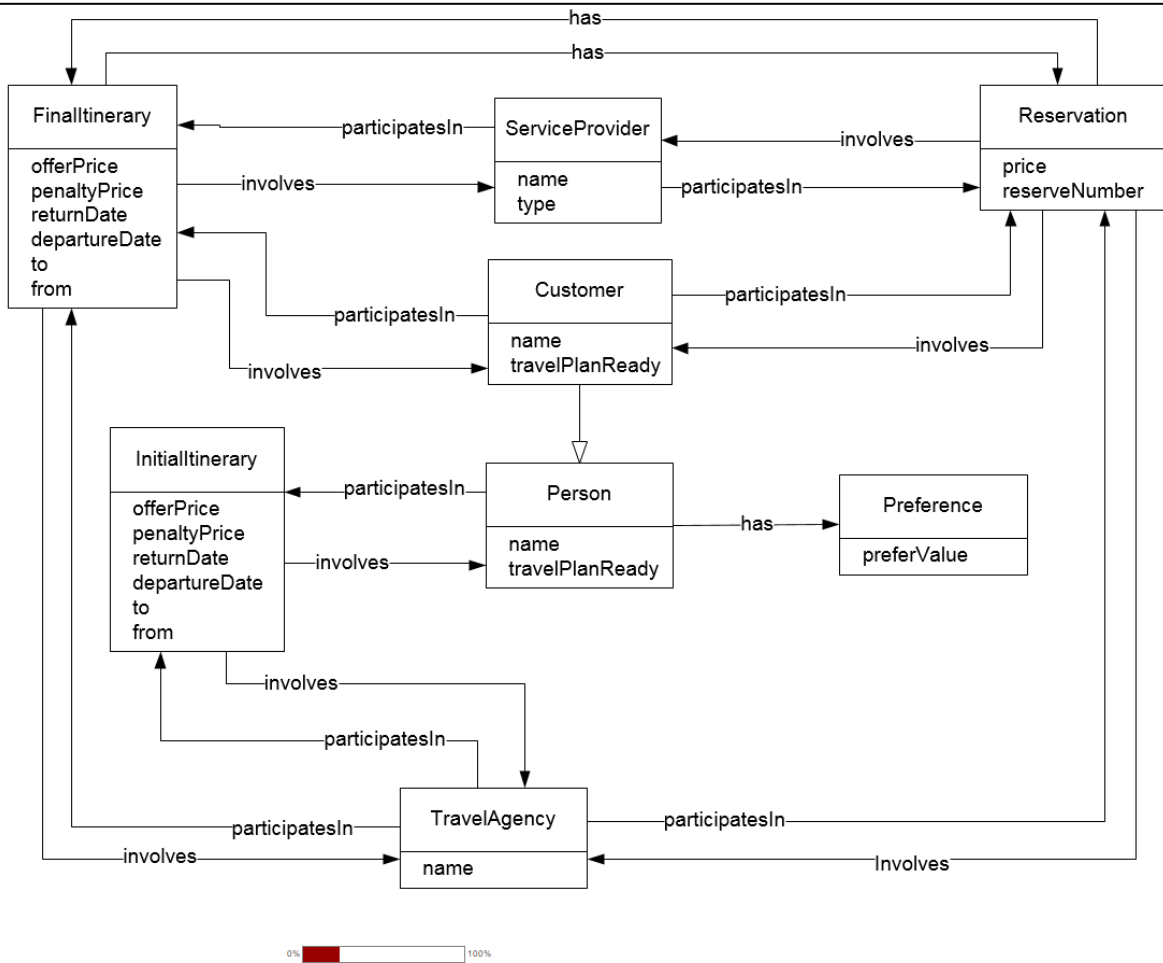 has
has
FinalItinerary
offerPrice
penaltyPrice
returnDate
departureDate
to
from
participatesIn
ServiceProvider
name
type
involves
Reservation
price
reserveNumber
involves
participatesIn
participatesIn
Customer
name
travelPlanReady
participatesIn
involves
involves
InitialItinerary
offerPrice
penaltyPrice
returnDate
departureDate
to
from
participatesIn
Person
name
travelPlanReady
has
Preference
preferValue
involves
involves
participatesIn
TravelAgency
name
participatesIn
participatesIn
involves
Involves
0%
100%